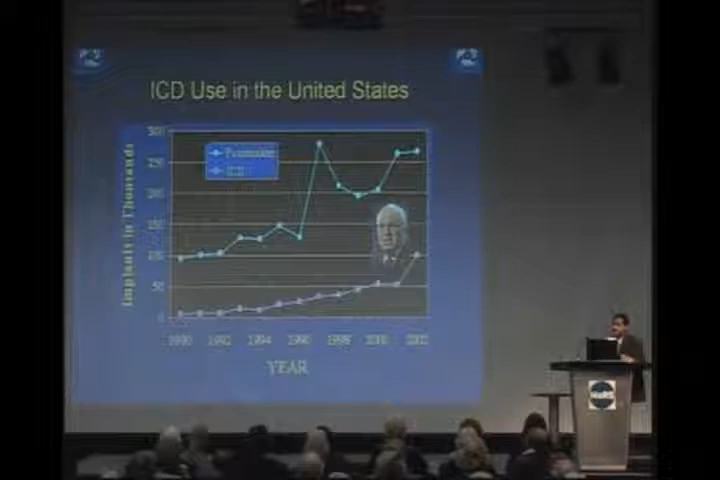 ICD Use in the United States
300
250
200
150
100
50
0
Pacemaker
ICD
Implants in Thousands
1990 1992 1994 1996 1998 2000 2002
YEAR